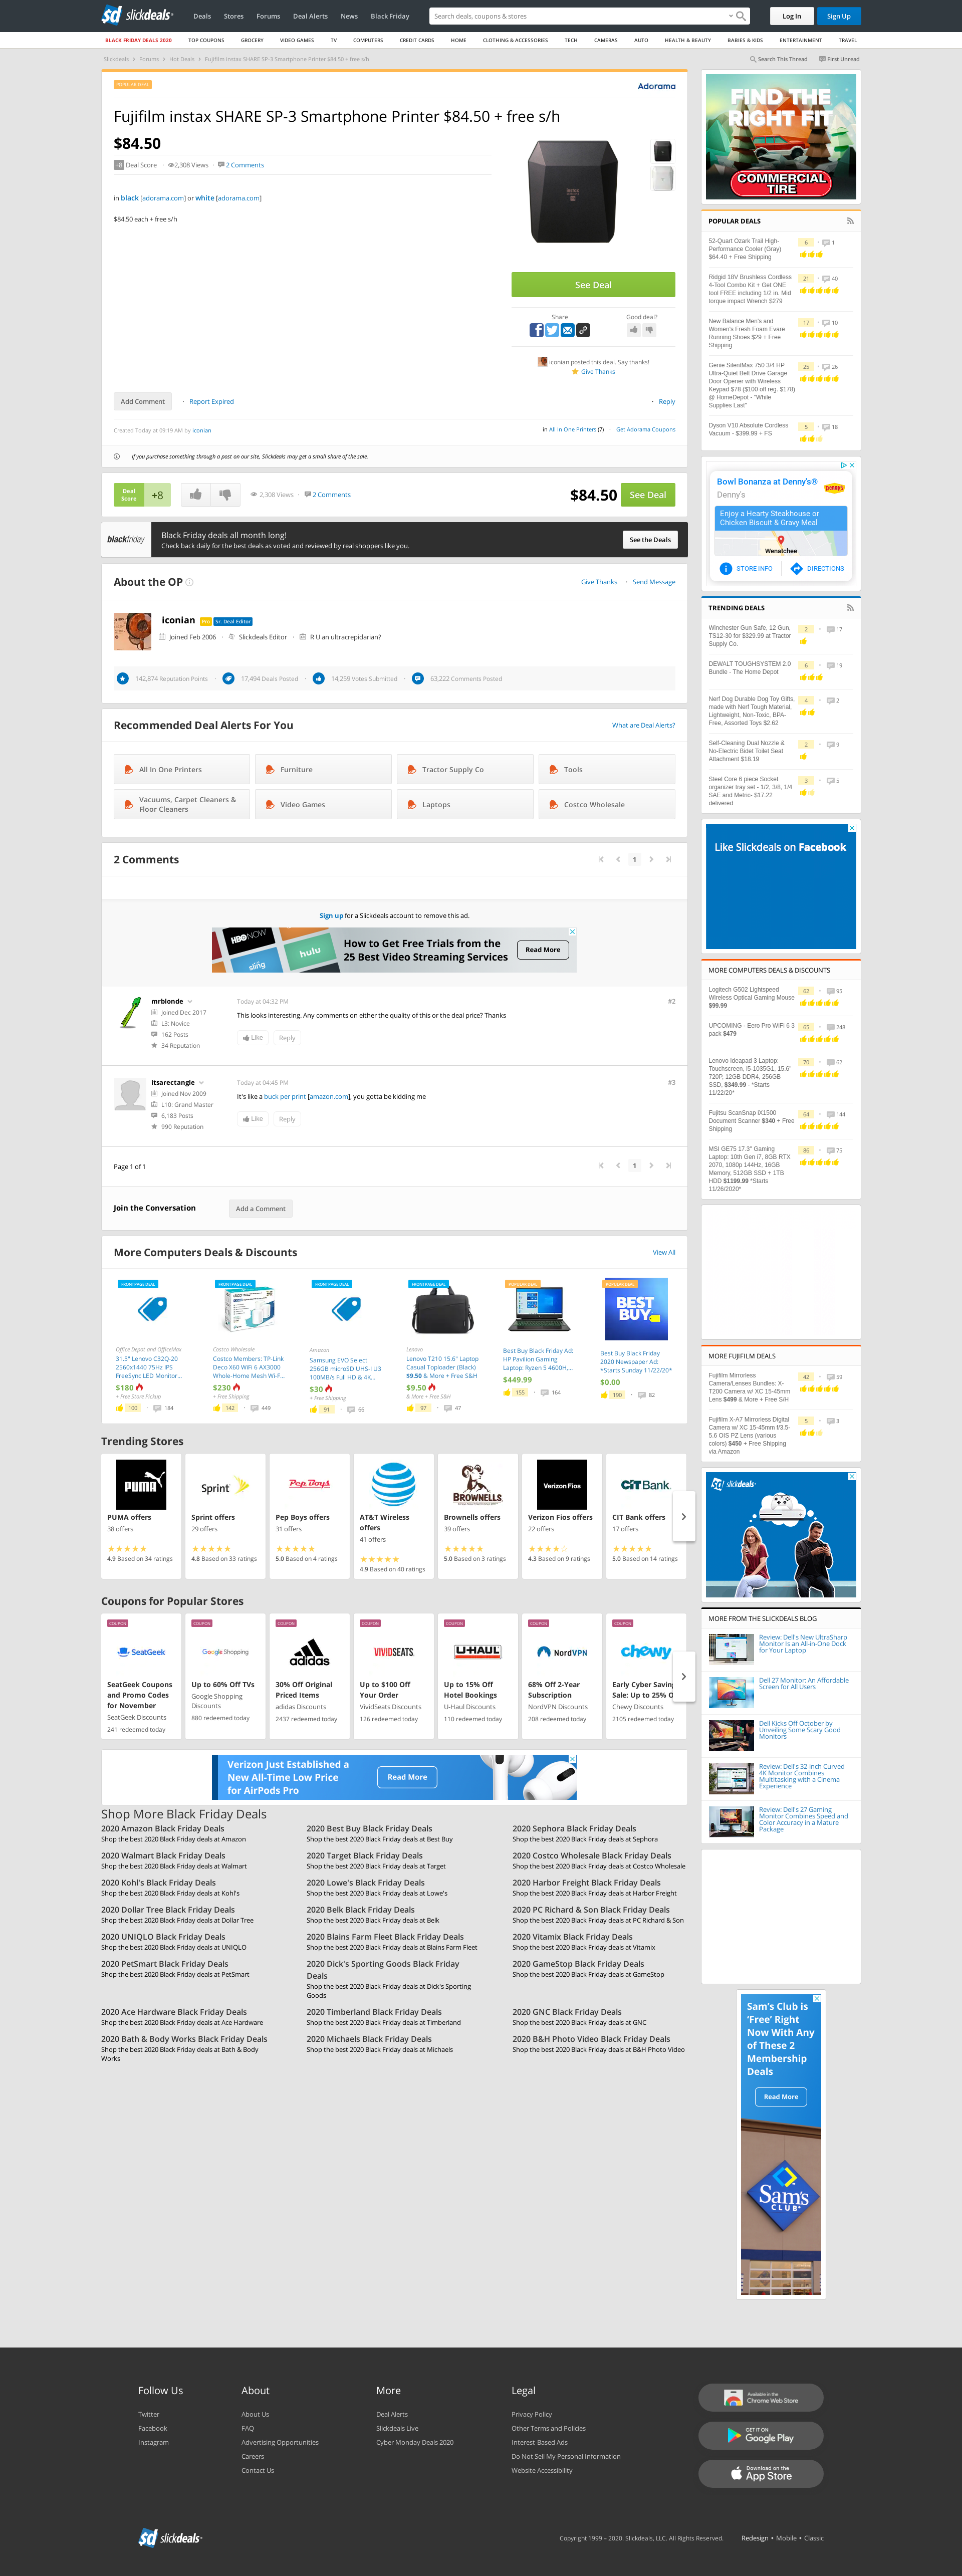 slickdeals
Deals
Stores
Forums
Deal Alerts
News
Black Friday
Search deals, coupons & stores
Log In
Sign Up
BLACK FRIDAY DEALS 2020
TOP COUPONS
GROCERY
VIDEO GAMES
TV
COMPUTERS
CREDIT CARDS
HOME
CLOTHING & ACCESSORIES
TECH
CAMERAS
AUTO
HEALTH & BEAUTY
BABIES & KIDS
ENTERTAINMENT
TRAVEL
Slickdeals > Forums > Hot Deals > Fujifilm instax SHARE SP-3 Smartphone Printer $84.50 + free s/h
Search This Thread
First Unread
POPULAR DEAL
Adorama
Fujifilm instax SHARE SP-3 Smartphone Printer $84.50 + free s/h
$84.50
+8 Deal Score
2,308 Views
2 Comments
in black [adorama.com] or white [adorama.com]
$84.50 each + free s/h
See Deal
Share
Good deal?
iconian posted this deal. Say thanks!
Give Thanks
Add Comment
Report Expired
Reply
Created Today at 09:19 AM by iconian
in All In One Printers (7)
Get Adorama Coupons
If you purchase something through a post on our site, Slickdeals may get a small share of the sale.
Deal Score
+8
2,308 Views
2 Comments
$84.50
See Deal
blackfriday
Black Friday deals all month long!
Check back daily for the best deals as voted and reviewed by real shoppers like you.
See the Deals
About the OP
Give Thanks
Send Message
iconian
Pro
Sr. Deal Editor
Joined Feb 2006
Slickdeals Editor
R U an ultracrepidarian?
142,874 Reputation Points
17,494 Deals Posted
14,259 Votes Submitted
63,222 Comments Posted
Recommended Deal Alerts For You
What are Deal Alerts?
All In One Printers
Furniture
Tractor Supply Co
Tools
Vacuums, Carpet Cleaners & Floor Cleaners
Video Games
Laptops
Costco Wholesale
2 Comments
1
Sign up for a Slickdeals account to remove this ad.
HBO NOW
hulu
sling
How to Get Free Trials from the
25 Best Video Streaming Services
Read More
mrblonde
Joined Dec 2017
L3: Novice
162 Posts
34 Reputation
Today at 04:32 PM
#2
This looks interesting. Any comments on either the quality of this or the deal price? Thanks
Like
Reply
itsarectangle
Joined Nov 2009
L10: Grand Master
6,183 Posts
990 Reputation
Today at 04:45 PM
#3
It's like a buck per print [amazon.com], you gotta be kidding me
Like
Reply
Page 1 of 1
1
Join the Conversation
Add a Comment
More Computers Deals & Discounts
View All
FRONTPAGE DEAL
Office Depot and OfficeMax
31.5" Lenovo C32Q-20
2560x1440 75Hz IPS
FreeSync LED Monitor...
$180
+ Free Store Pickup
100
184
FRONTPAGE DEAL
Costco Wholesale
Costco Members: TP-Link
Deco X60 WiFi 6 AX3000
Whole-Home Mesh Wi-F...
$230
+ Free Shipping
142
449
FRONTPAGE DEAL
Amazon
Samsung EVO Select
256GB microSD UHS-I U3
100MB/s Full HD & 4K...
$30
+ Free Shipping
91
66
FRONTPAGE DEAL
Lenovo
Lenovo T210 15.6" Laptop
Casual Toploader (Black)
$9.50 & More + Free S&H
$9.50
& More + Free S&H
97
47
POPULAR DEAL
Best Buy Black Friday Ad:
HP Pavilion Gaming
Laptop: Ryzen 5 4600H,...
$449.99
155
164
POPULAR DEAL
BEST BUY
Best Buy Black Friday
2020 Newspaper Ad:
*Starts Sunday 11/22/20*
$0.00
190
82
Trending Stores
PUMA
PUMA offers
38 offers
4.9 Based on 34 ratings
Sprint
Sprint offers
29 offers
4.8 Based on 33 ratings
Pep Boys
Pep Boys offers
31 offers
5.0 Based on 4 ratings
AT&T Wireless offers
41 offers
4.9 Based on 40 ratings
BROWNELLS
Brownells offers
39 offers
5.0 Based on 3 ratings
Verizon Fios
Verizon Fios offers
22 offers
4.3 Based on 9 ratings
CIT Bank
CIT Bank offers
17 offers
5.0 Based on 14 ratings
Coupons for Popular Stores
COUPON
SeatGeek
SeatGeek Coupons and Promo Codes for November
SeatGeek Discounts
241 redeemed today
COUPON
Google Shopping
Up to 60% Off TVs
Google Shopping Discounts
880 redeemed today
COUPON
adidas
30% Off Original Priced Items
adidas Discounts
2437 redeemed today
COUPON
VIVIDSEATS
Up to $100 Off Your Order
VividSeats Discounts
126 redeemed today
COUPON
U-HAUL
Up to 15% Off Hotel Bookings
U-Haul Discounts
110 redeemed today
COUPON
NordVPN
68% Off 2-Year Subscription
NordVPN Discounts
208 redeemed today
COUPON
chewy
Early Cyber Saving
Sale: Up to 25% O
Chewy Discounts
2105 redeemed today
Verizon Just Established a
New All-Time Low Price
for AirPods Pro
Read More
Shop More Black Friday Deals
2020 Amazon Black Friday Deals
Shop the best 2020 Black Friday deals at Amazon
2020 Best Buy Black Friday Deals
Shop the best 2020 Black Friday deals at Best Buy
2020 Sephora Black Friday Deals
Shop the best 2020 Black Friday deals at Sephora
2020 Walmart Black Friday Deals
Shop the best 2020 Black Friday deals at Walmart
2020 Target Black Friday Deals
Shop the best 2020 Black Friday deals at Target
2020 Costco Wholesale Black Friday Deals
Shop the best 2020 Black Friday deals at Costco Wholesale
2020 Kohl's Black Friday Deals
Shop the best 2020 Black Friday deals at Kohl's
2020 Lowe's Black Friday Deals
Shop the best 2020 Black Friday deals at Lowe's
2020 Harbor Freight Black Friday Deals
Shop the best 2020 Black Friday deals at Harbor Freight
2020 Dollar Tree Black Friday Deals
Shop the best 2020 Black Friday deals at Dollar Tree
2020 Belk Black Friday Deals
Shop the best 2020 Black Friday deals at Belk
2020 PC Richard & Son Black Friday Deals
Shop the best 2020 Black Friday deals at PC Richard & Son
2020 UNIQLO Black Friday Deals
Shop the best 2020 Black Friday deals at UNIQLO
2020 Blains Farm Fleet Black Friday Deals
Shop the best 2020 Black Friday deals at Blains Farm Fleet
2020 Vitamix Black Friday Deals
Shop the best 2020 Black Friday deals at Vitamix
2020 PetSmart Black Friday Deals
Shop the best 2020 Black Friday deals at PetSmart
2020 Dick's Sporting Goods Black Friday Deals
Shop the best 2020 Black Friday deals at Dick's Sporting Goods
2020 GameStop Black Friday Deals
Shop the best 2020 Black Friday deals at GameStop
2020 Ace Hardware Black Friday Deals
Shop the best 2020 Black Friday deals at Ace Hardware
2020 Timberland Black Friday Deals
Shop the best 2020 Black Friday deals at Timberland
2020 GNC Black Friday Deals
Shop the best 2020 Black Friday deals at GNC
2020 Bath & Body Works Black Friday Deals
Shop the best 2020 Black Friday deals at Bath & Body Works
2020 Michaels Black Friday Deals
Shop the best 2020 Black Friday deals at Michaels
2020 B&H Photo Video Black Friday Deals
Shop the best 2020 Black Friday deals at B&H Photo Video
FIND THE
RIGHT FIT
COMMERCIAL
TIRE
POPULAR DEALS
52-Quart Ozark Trail High-Performance Cooler (Gray) $64.40 + Free Shipping
6
1
Ridgid 18V Brushless Cordless 4-Tool Combo Kit + Get ONE tool FREE including 1/2 in. Mid torque impact Wrench $279
21
40
New Balance Men's and Women's Fresh Foam Evare Running Shoes $29 + Free Shipping
17
10
Genie SilentMax 750 3/4 HP Ultra-Quiet Belt Drive Garage Door Opener with Wireless Keypad $78 ($100 off reg. $178) @ HomeDepot - "While Supplies Last"
25
26
Dyson V20 Absolute Cordless Vacuum - $399.99 + FS
5
18
Bowl Bonanza at Denny's®
Denny's
Enjoy a Hearty Steakhouse or
Chicken Biscuit & Gravy Meal
Wenatchee
STORE INFO
DIRECTIONS
TRENDING DEALS
Winchester Gun Safe, 12 Gun, TS12-30 for $329.99 at Tractor Supply Co.
2
17
DEWALT TOUGHSYSTEM 2.0 Bundle - The Home Depot
6
19
Nerf Dog Durable Dog Toy Gifts, made with Nerf Tough Material, Lightweight, Non-Toxic, BPA-Free, Assorted Toys $2.62
4
2
Self-Cleaning Dual Nozzle & No-Electric Bidet Toilet Seat Attachment $18.19
2
9
Steel Core 6 piece Socket organizer tray set - 1/2, 3/8, 1/4 SAE and Metric- $17.22 delivered
3
5
Like Slickdeals on Facebook
MORE COMPUTERS DEALS & DISCOUNTS
Logitech G502 Lightspeed Wireless Optical Gaming Mouse $99.99
62
95
UPCOMING - Eero Pro WiFi 6 3 pack $479
65
248
Lenovo Ideapad 3 Laptop: Touchscreen, i5-1035G1, 15.6" 720P, 12GB DDR4, 256GB SSD, $349.99 - *Starts 11/22/20*
70
62
Fujitsu ScanSnap iX1500 Document Scanner $340 + Free Shipping
64
144
MSI GE75 17.3" Gaming Laptop: 10th Gen i7, 8GB RTX 2070, 1080p 144Hz, 16GB Memory, 512GB SSD + 1TB HDD $1199.99 *Starts 11/26/2020*
86
75
MORE FUJIFILM DEALS
Fujifilm Mirrorless Camera/Lenses Bundles: X-T200 Camera w/ XC 15-45mm Lens $499 & More + Free S/H
42
59
Fujifilm X-A7 Mirrorless Digital Camera w/ XC 15-45mm f/3.5-5.6 OIS PZ Lens (various colors) $450 + Free Shipping via Amazon
5
3
slickdeals
MORE FROM THE SLICKDEALS BLOG
Review: Dell's New UltraSharp Monitor Is an All-in-One Dock for Your Laptop
Dell 27 Monitor: An Affordable Screen for All Users
Dell Kicks Off October by Unveiling Some Scary Good Monitors
Review: Dell's 32-inch Curved 4K Monitor Combines Multitasking with a Cinema Experience
Review: Dell's 27 Gaming Monitor Combines Speed and Color Accuracy in a Mature Package
Sam's Club is
'Free' Right
Now With Any
of These 2
Membership
Deals
Read More
Sam's
CLUB
Follow Us
Twitter
Facebook
Instagram
About
About Us
FAQ
Advertising Opportunities
Careers
Contact Us
More
Deal Alerts
Slickdeals Live
Cyber Monday Deals 2020
Legal
Privacy Policy
Other Terms and Policies
Interest-Based Ads
Do Not Sell My Personal Information
Website Accessibility
Available in the
Chrome Web Store
GET IT ON
Google Play
Download on the
App Store
slickdeals
Copyright 1999 – 2020. Slickdeals, LLC. All Rights Reserved.
Redesign • Mobile • Classic